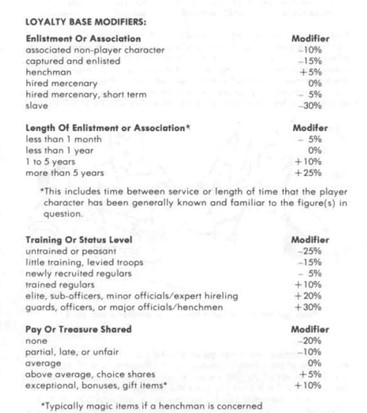 LOYALTY BASE MODIFIERS:
Enlistment Or Association Modifier
associated non-player character –10%
captured and enlisted –15%
henchman +5%
hired mercenary 0%
hired mercenary, short term – 5%
slave –30%
Length Of Enlistment or Association* Modifer
less than 1 month – 5%
less than 1 year 0%
1 to 5 years +10%
more than 5 years +25%
*This includes time between service or length of time that the player
character has been generally known and familiar to the figure(s) in
question.
Training Or Status Level Modifier
untrained or peasant –25%
little training, levied troops –15%
newly recruited regulars – 5%
trained regulars +10%
elite, sub-officers, minor officials/expert hireling +20%
guards, officers, or major officials/henchmen +30%
Pay Or Treasure Shared Modifier
none –20%
partial, late, or unfair –10%
average 0%
above average, choice shares +5%
exceptional, bonuses, gift items* +10%
*Typically magic items if a henchman is concerned